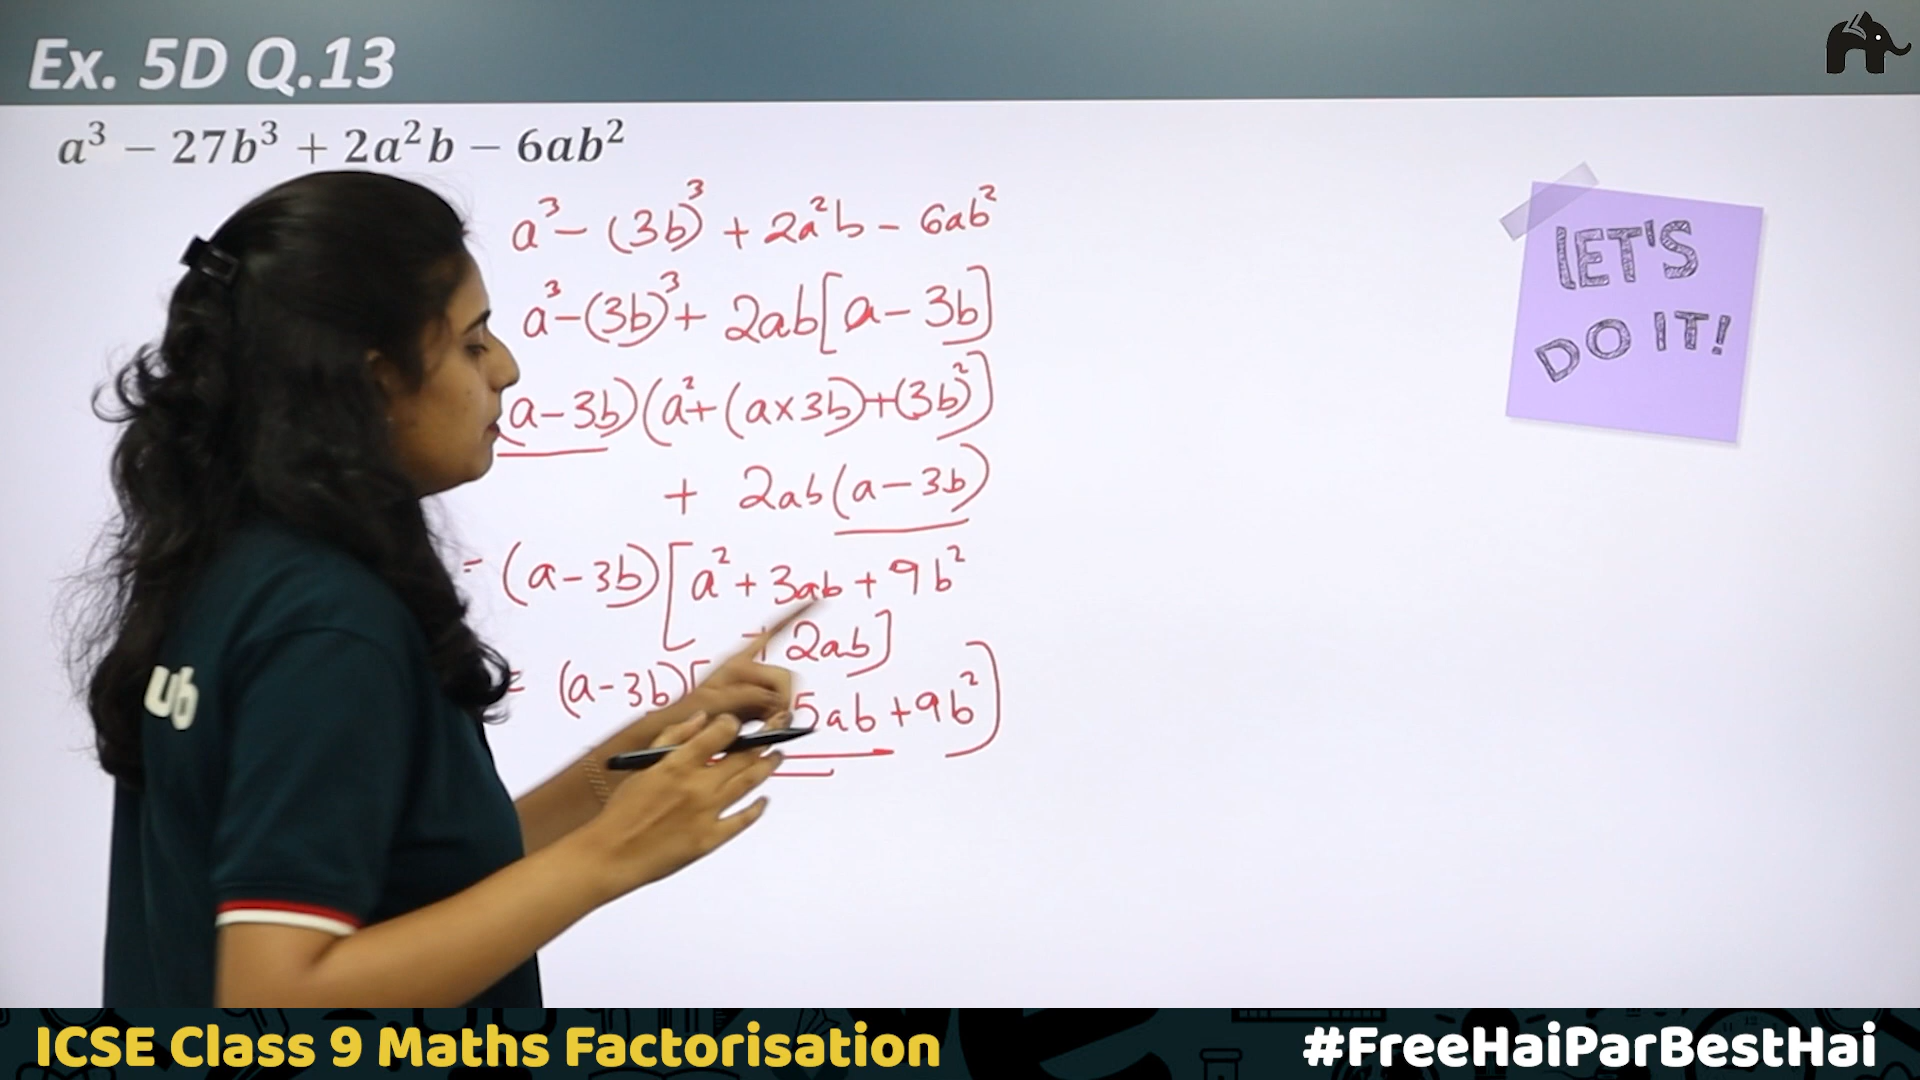 Ex. 5D Q.13
a³ − 27b³ + 2a²b − 6ab²
a³ − (3b)³ + 2a²b − 6ab²
a³ − (3b)³ + 2ab[a − 3b]
(a − 3b)(a² + (a × 3b) + (3b)²)
+ 2ab(a − 3b)
= (a − 3b)[a² + 3ab + 9b²
+ 2ab]
= (a − 3b)[ 5ab + 9b²)
LET'S
DO IT!
ub
ICSE Class 9 Maths Factorisation
#FreeHaiParBestHai